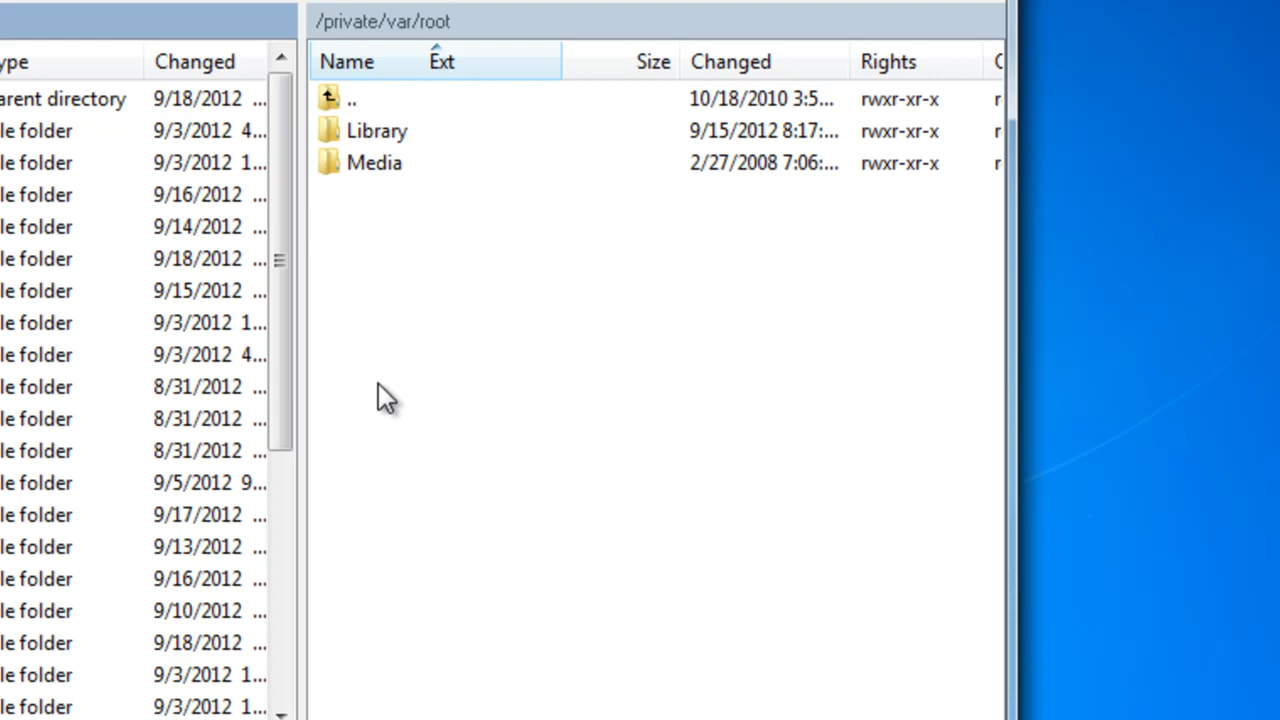 /private/var/root
ype Changed
Name Ext Size Changed Rights
arent directory 9/18/2012 ...
.. 10/18/2010 3:5... rwxr-xr-x r
le folder 9/3/2012 4...
Library 9/15/2012 8:17:... rwxr-xr-x r
le folder 9/3/2012 1...
Media 2/27/2008 7:06:... rwxr-xr-x r
le folder 9/16/2012 ...
le folder 9/14/2012 ...
le folder 9/18/2012 ...
le folder 9/15/2012 ...
le folder 9/3/2012 1...
le folder 9/3/2012 4...
le folder 8/31/2012 ...
le folder 8/31/2012 ...
le folder 8/31/2012 ...
le folder 9/5/2012 9...
le folder 9/17/2012 ...
le folder 9/13/2012 ...
le folder 9/16/2012 ...
le folder 9/10/2012 ...
le folder 9/18/2012 ...
le folder 9/3/2012 1...
le folder 9/3/2012 1...